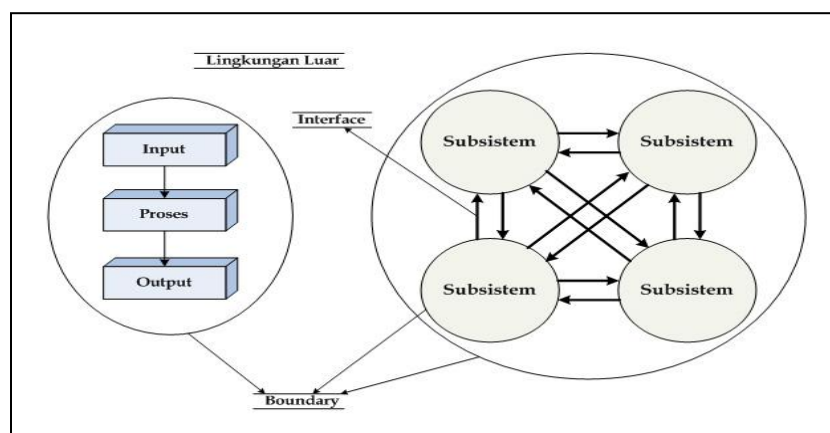 Lingkungan Luar
Interface
Input
Proses
Output
Subsistem
Subsistem
Subsistem
Subsistem
Boundary